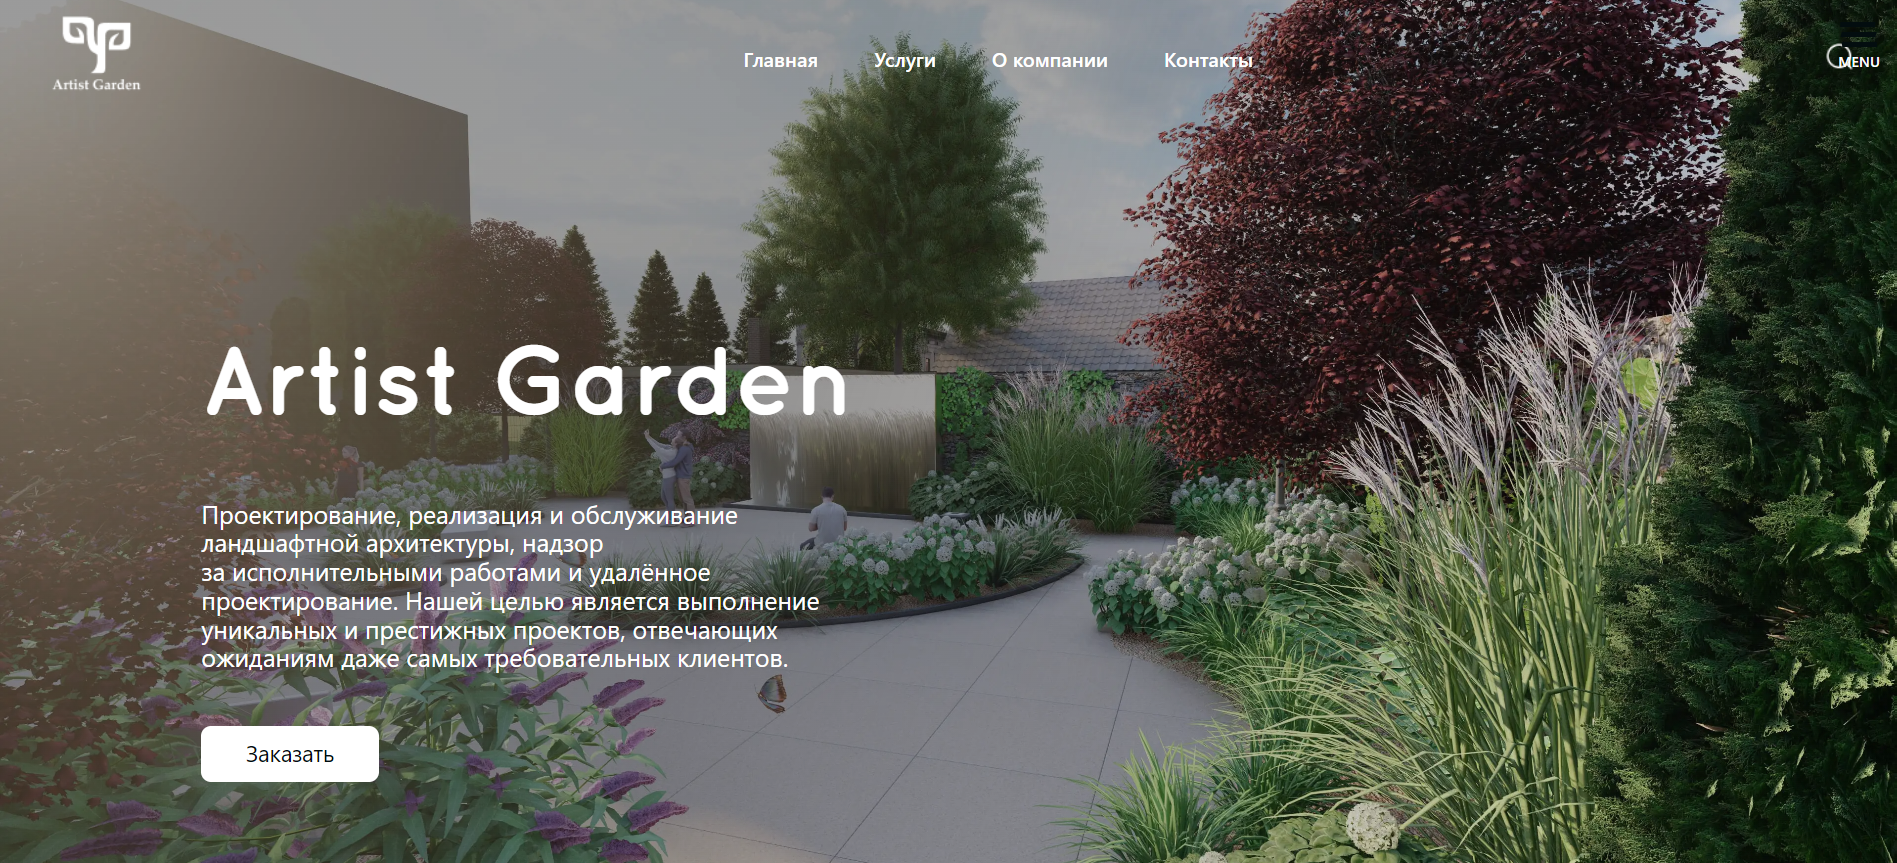 Artist Garden
Главная Услуги О компании Контакты
MENU
Artist Garden
Проектирование, реализация и обслуживание
ландшафтной архитектуры, надзор
за исполнительными работами и удалённое
проектирование. Нашей целью является выполнение
уникальных и престижных проектов, отвечающих
ожиданиям даже самых требовательных клиентов.
Заказать